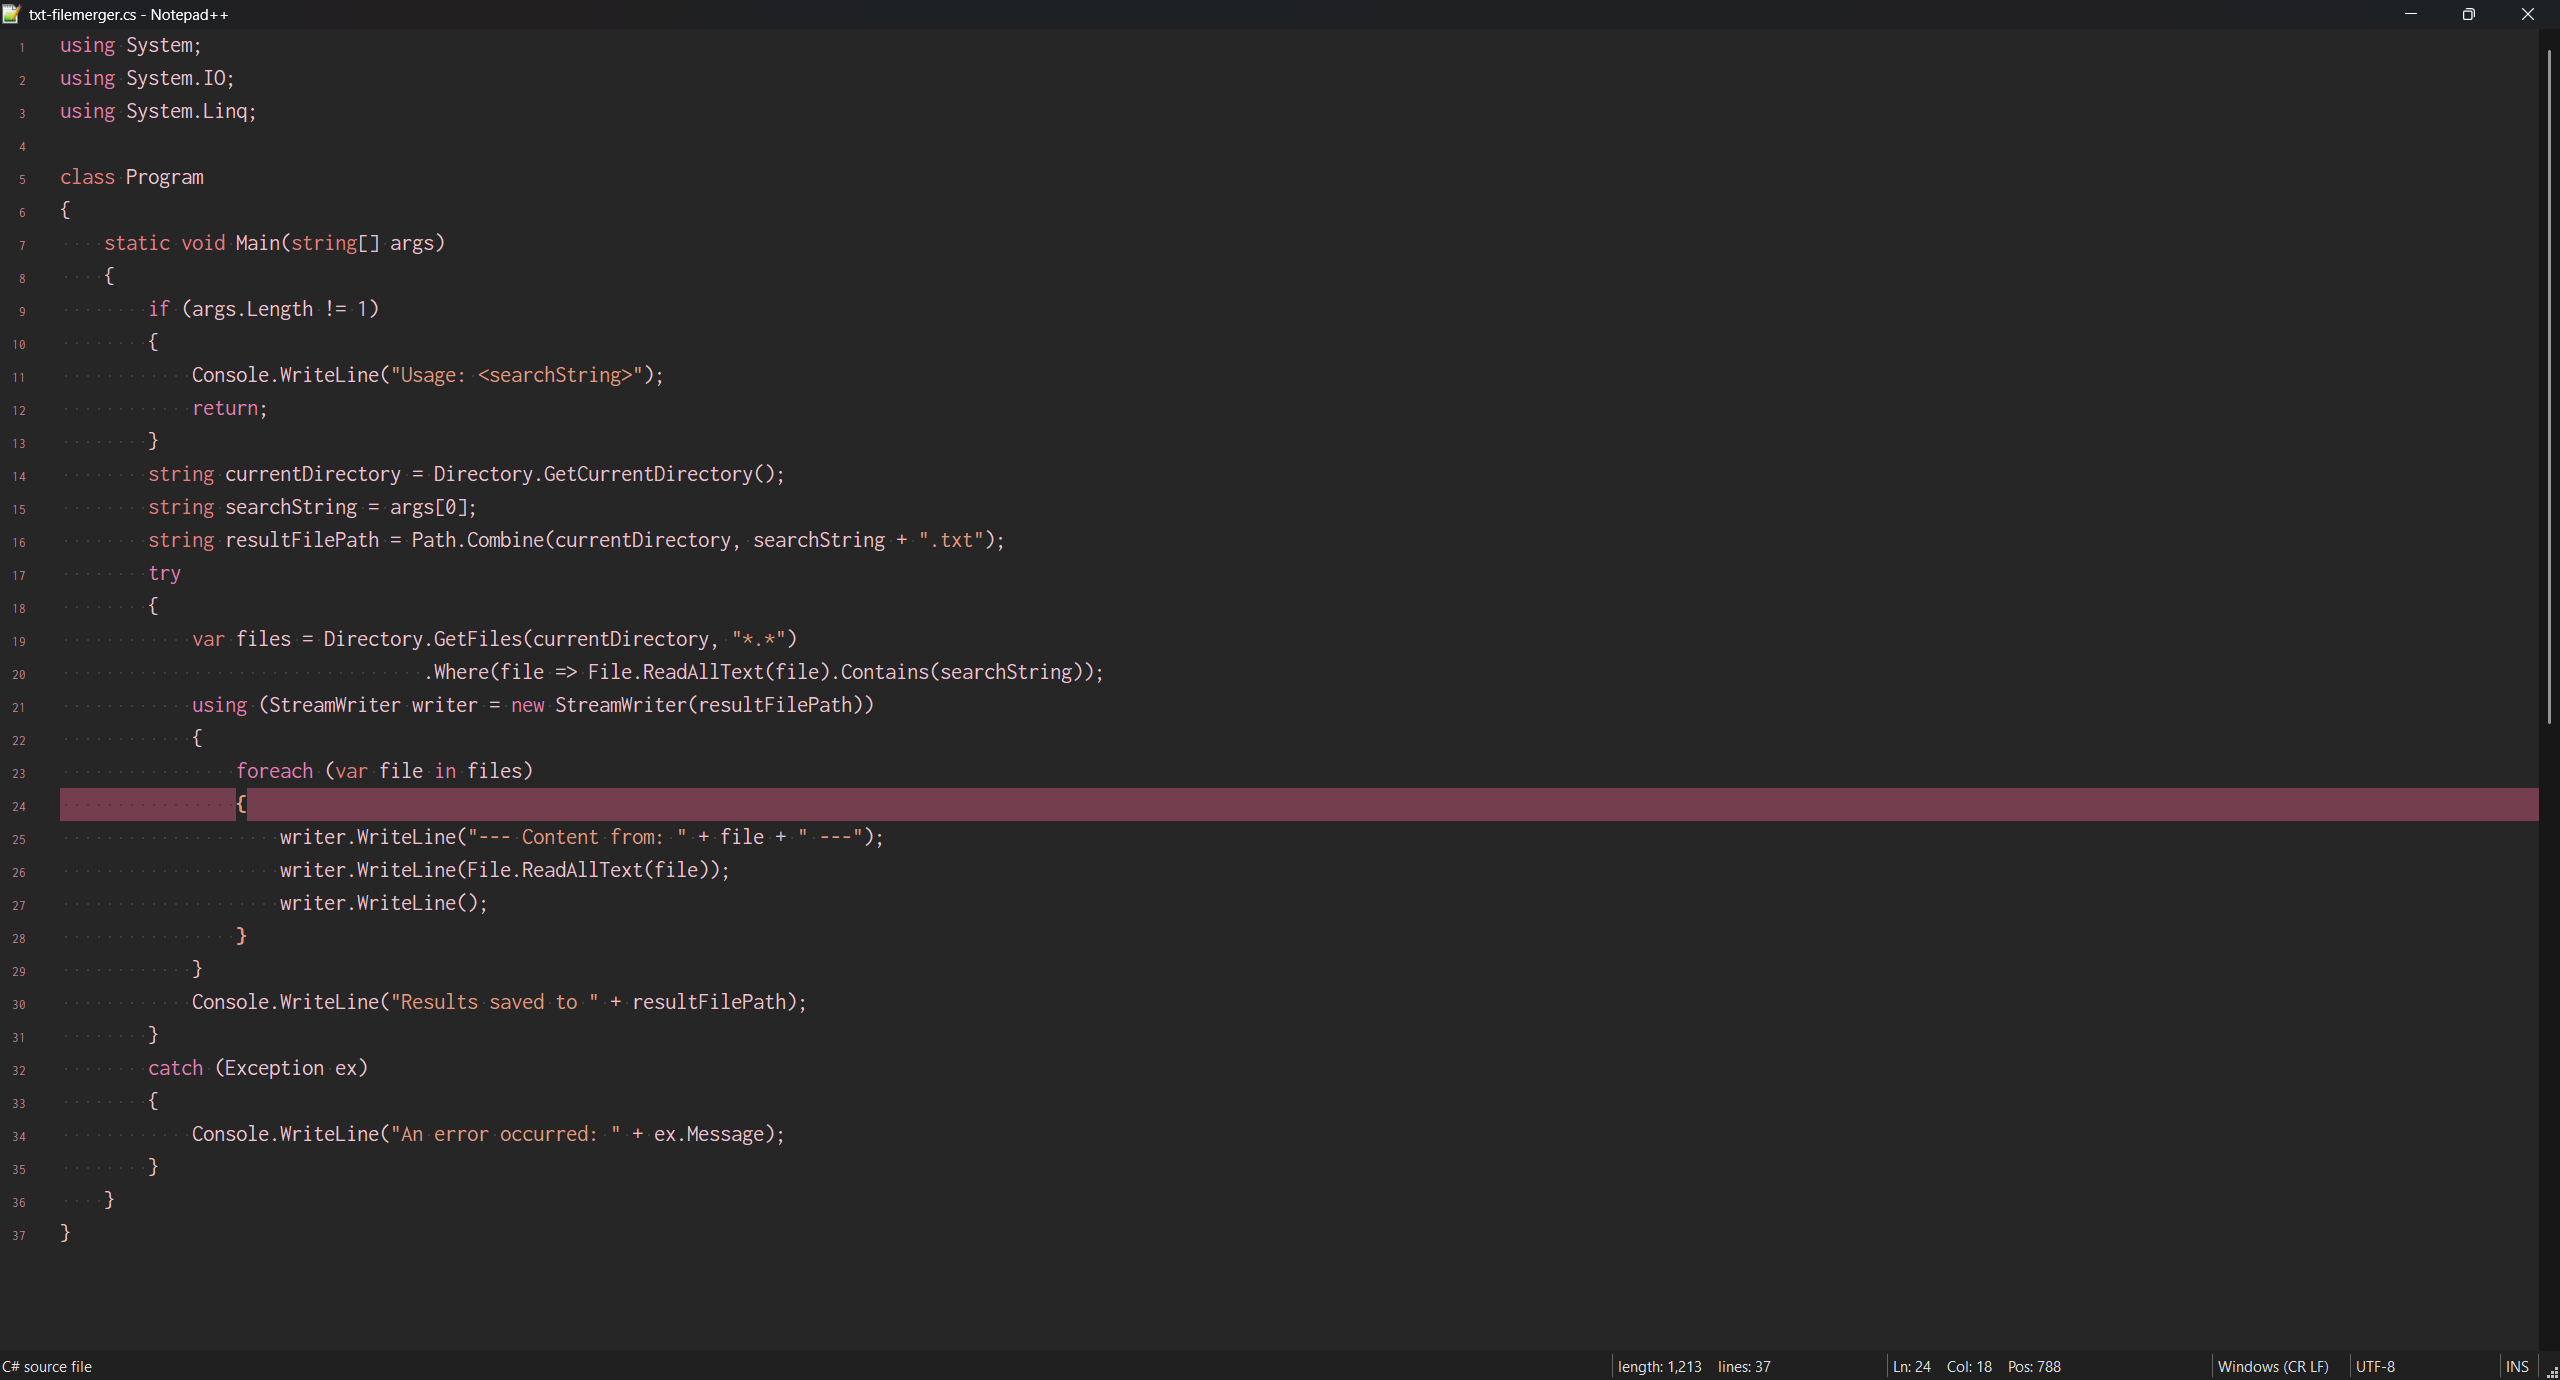 txt-filemerger.cs - Notepad++
1 using System;
2 using System.IO;
3 using System.Linq;
4
5 class Program
6 {
7     static void Main(string[] args)
8     {
9         if (args.Length != 1)
10         {
11             Console.WriteLine("Usage: <searchString>");
12             return;
13         }
14         string currentDirectory = Directory.GetCurrentDirectory();
15         string searchString = args[0];
16         string resultFilePath = Path.Combine(currentDirectory, searchString + ".txt");
17         try
18         {
19             var files = Directory.GetFiles(currentDirectory, "*.*")
20                                  .Where(file => File.ReadAllText(file).Contains(searchString));
21             using (StreamWriter writer = new StreamWriter(resultFilePath))
22             {
23                 foreach (var file in files)
24                 {
25                     writer.WriteLine("--- Content from: " + file + " ---");
26                     writer.WriteLine(File.ReadAllText(file));
27                     writer.WriteLine();
28                 }
29             }
30             Console.WriteLine("Results saved to " + resultFilePath);
31         }
32         catch (Exception ex)
33         {
34             Console.WriteLine("An error occurred: " + ex.Message);
35         }
36     }
37 }
C# source file length: 1,213 lines: 37 Ln: 24 Col: 18 Pos: 788 Windows (CR LF) UTF-8 INS